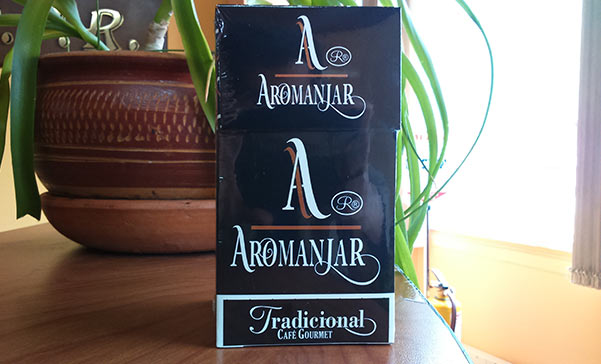 R.
A
R®
AROMANJAR
A
R®
AROMANJAR
Tradicional
CAFÉ GOURMET